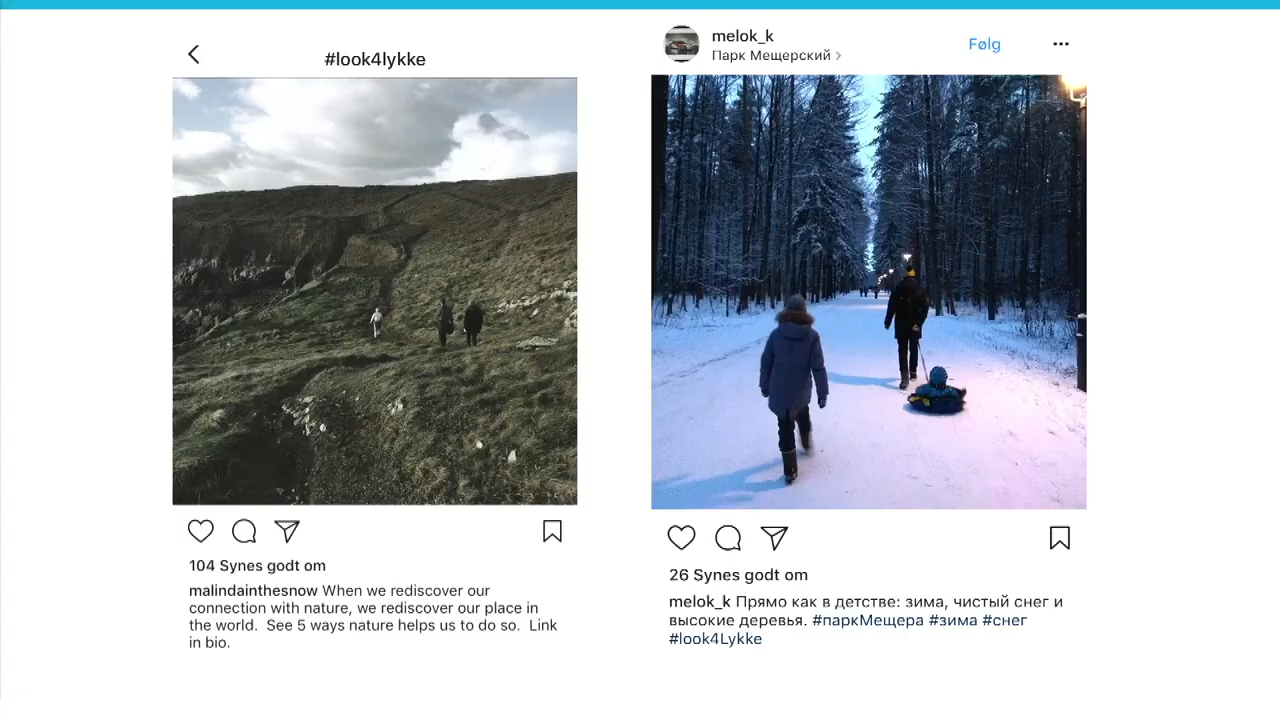 #look4lykke
104 Synes godt om
malindainthesnow When we rediscover our
connection with nature, we rediscover our place in
the world. See 5 ways nature helps us to do so. Link
in bio.
melok_k
Парк Мещерский >
Følg
26 Synes godt om
melok_k Прямо как в детстве: зима, чистый снег и
высокие деревья. #паркМещера #зима #снег
#look4Lykke